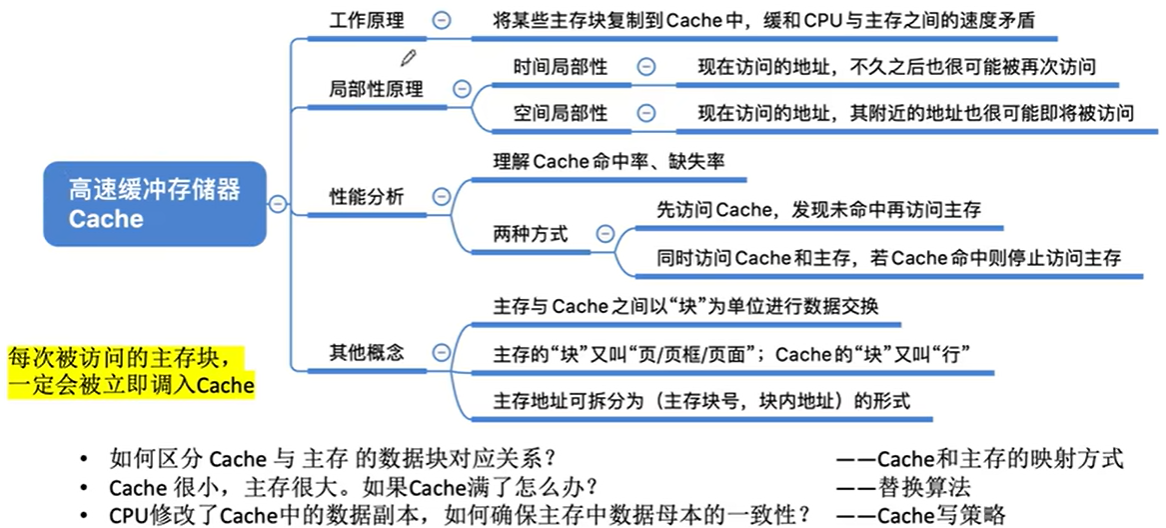 工作原理
将某些主存块复制到Cache中，缓和CPU与主存之间的速度矛盾
局部性原理
时间局部性
现在访问的地址，不久之后也很可能被再次访问
空间局部性
现在访问的地址，其附近的地址也很可能即将被访问
高速缓冲存储器
Cache
性能分析
理解Cache命中率、缺失率
两种方式
先访问Cache，发现未命中再访问主存
同时访问Cache和主存，若Cache命中则停止访问主存
其他概念
主存与Cache之间以“块”为单位进行数据交换
主存的“块”又叫“页/页框/页面”；Cache的“块”又叫“行”
主存地址可拆分为（主存块号，块内地址）的形式
每次被访问的主存块，
一定会被立即调入Cache
• 如何区分 Cache 与 主存 的数据块对应关系？ ——Cache和主存的映射方式
• Cache 很小，主存很大。如果Cache满了怎么办？ ——替换算法
• CPU修改了Cache中的数据副本，如何确保主存中数据母本的一致性？ ——Cache写策略